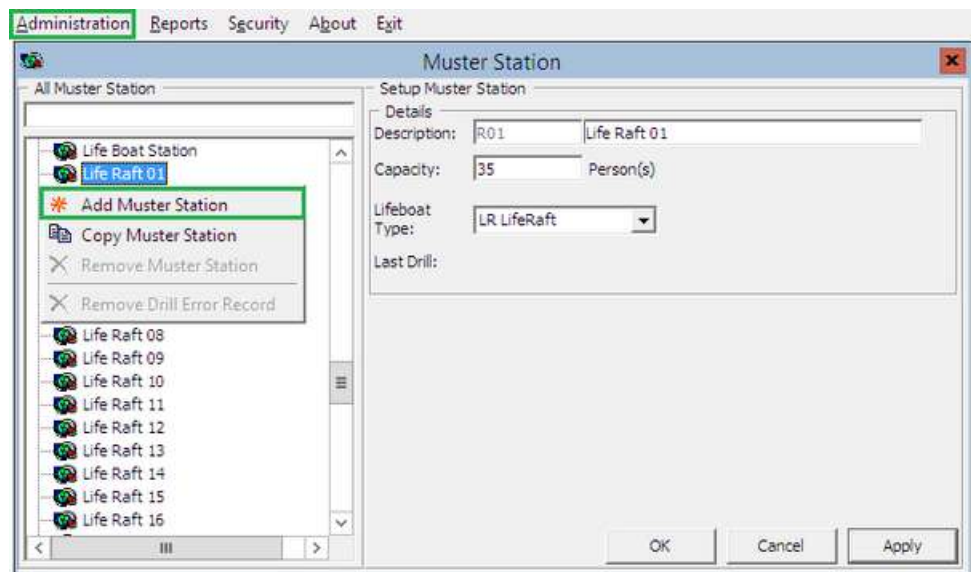 Administration Reports Security About Exit
Muster Station
All Muster Station
Life Boat Station
Life Raft 01
Add Muster Station
Copy Muster Station
Remove Muster Station
Remove Drill Error Record
Life Raft 08
Life Raft 09
Life Raft 10
Life Raft 11
Life Raft 12
Life Raft 13
Life Raft 14
Life Raft 15
Life Raft 16
Setup Muster Station
Details
Description: R01 Life Raft 01
Capacity: 35 Person(s)
Lifeboat
Type: LR LifeRaft
Last Drill:
OK Cancel Apply